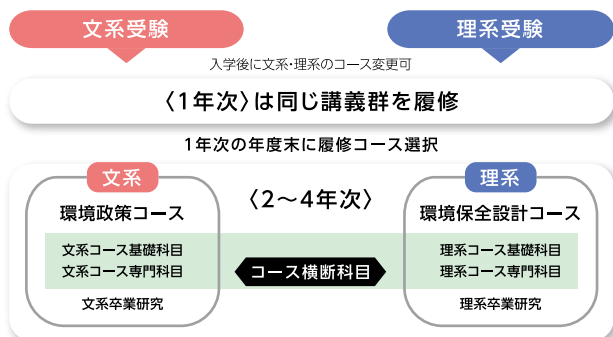 文系受験
理系受験
入学後に文系・理系のコース変更可
〈1年次〉は同じ講義群を履修
1年次の年度末に履修コース選択
文系
環境政策コース
文系コース基礎科目
文系コース専門科目
文系卒業研究
〈2〜4年次〉
コース横断科目
理系
環境保全設計コース
理系コース基礎科目
理系コース専門科目
理系卒業研究